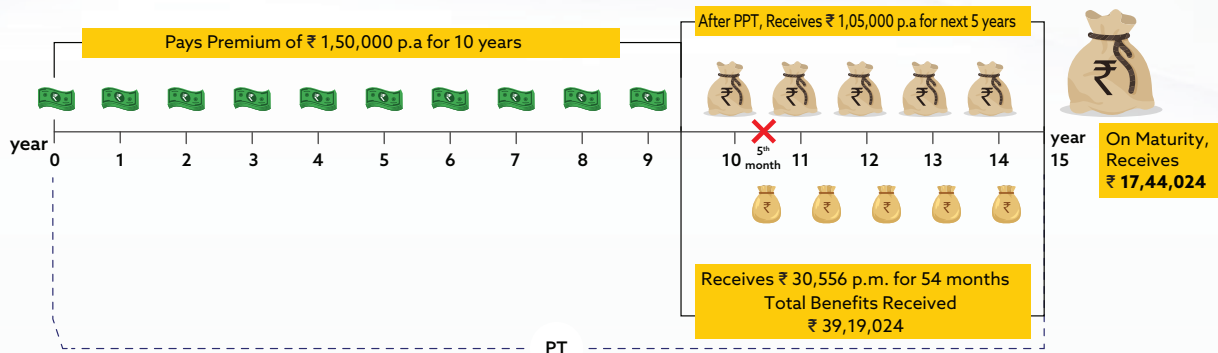 Pays Premium of ₹ 1,50,000 p.a for 10 years
After PPT, Receives ₹ 1,05,000 p.a for next 5 years
₹ ₹ ₹ ₹ ₹ ₹ ₹ ₹ ₹ ₹
₹ ₹ ₹ ₹ ₹
₹
year
0 1 2 3 4 5 6 7 8 9 10 11 12 13 14
5th
month
year
15
On Maturity,
Receives
₹ 17,44,024
₹ ₹ ₹ ₹ ₹
Receives ₹ 30,556 p.m. for 54 months
Total Benefits Received
₹ 39,19,024
PT